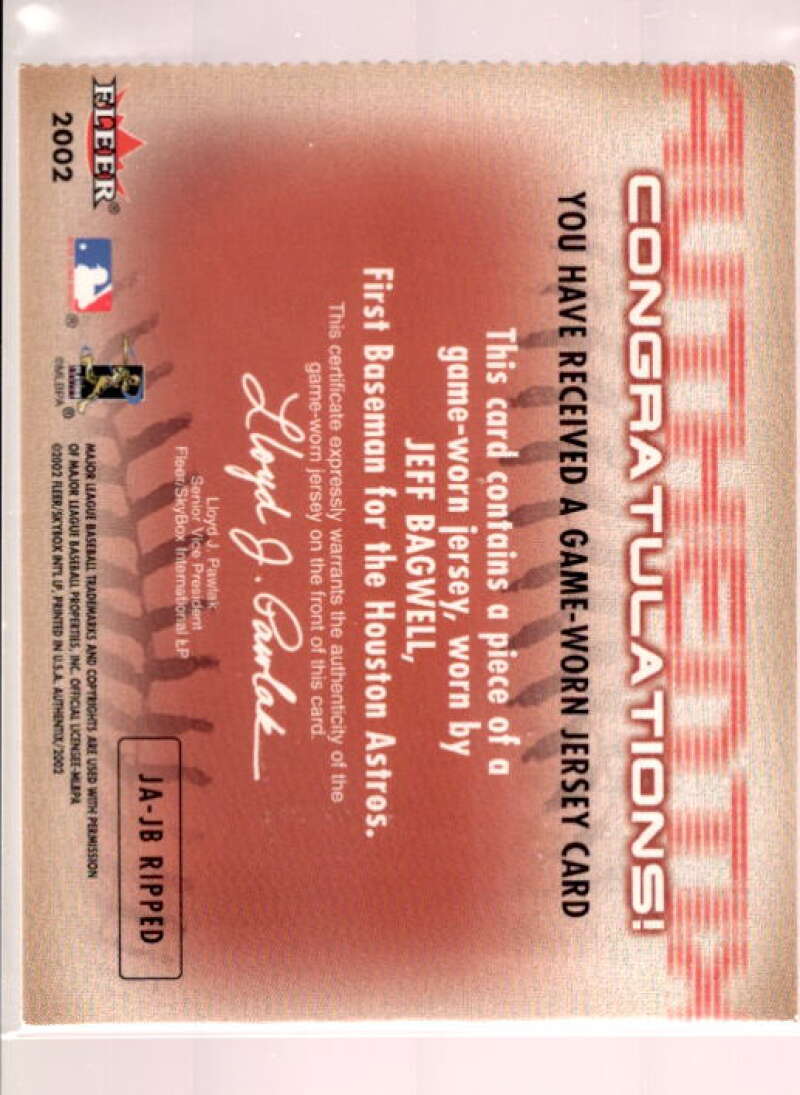 AUTHENTIX
CONGRATULATIONS!
YOU HAVE RECEIVED A GAME-WORN JERSEY CARD
This card contains a piece of a
game-worn jersey, worn by
JEFF BAGWELL,
First Baseman for the Houston Astros.
This certificate expressly warrants the authenticity of the
game-worn jersey on the front of this card.
Lloyd J. Pawlak
Lloyd J. Pawlak
Senior Vice President
Fleer/SkyBox International LP
JA-JB RIPPED
FLEER®
2002
®
©MLBPA ®
MAJOR LEAGUE BASEBALL TRADEMARKS AND COPYRIGHTS ARE USED WITH PERMISSION
OF MAJOR LEAGUE BASEBALL PROPERTIES, INC. OFFICIAL LICENSEE-MLBPA
©2002 FLEER/SKYBOX INT'L LP, PRINTED IN U.S.A. AUTHENTIX/2002